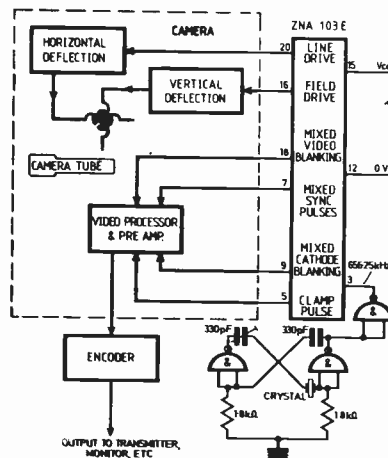 CAMERA
ZNA 103E
HORIZONTAL
DEFLECTION
20
LINE
DRIVE
15
Vcc
VERTICAL
DEFLECTION
16
FIELD
DRIVE
MIXED
VIDEO
BLANKING
18
12
0V
CAMERA TUBE
7
MIXED
SYNC
PULSES
VIDEO PROCESSOR
& PRE AMP.
9
MIXED
CATHODE
BLANKING
3
656.25kHz
5
CLAMP
PULSE
&
330pF
330pF
&
&
ENCODER
CRYSTAL
1·8kΩ
1·8kΩ
OUTPUT TO TRANSMITTER,
MONITOR, ETC